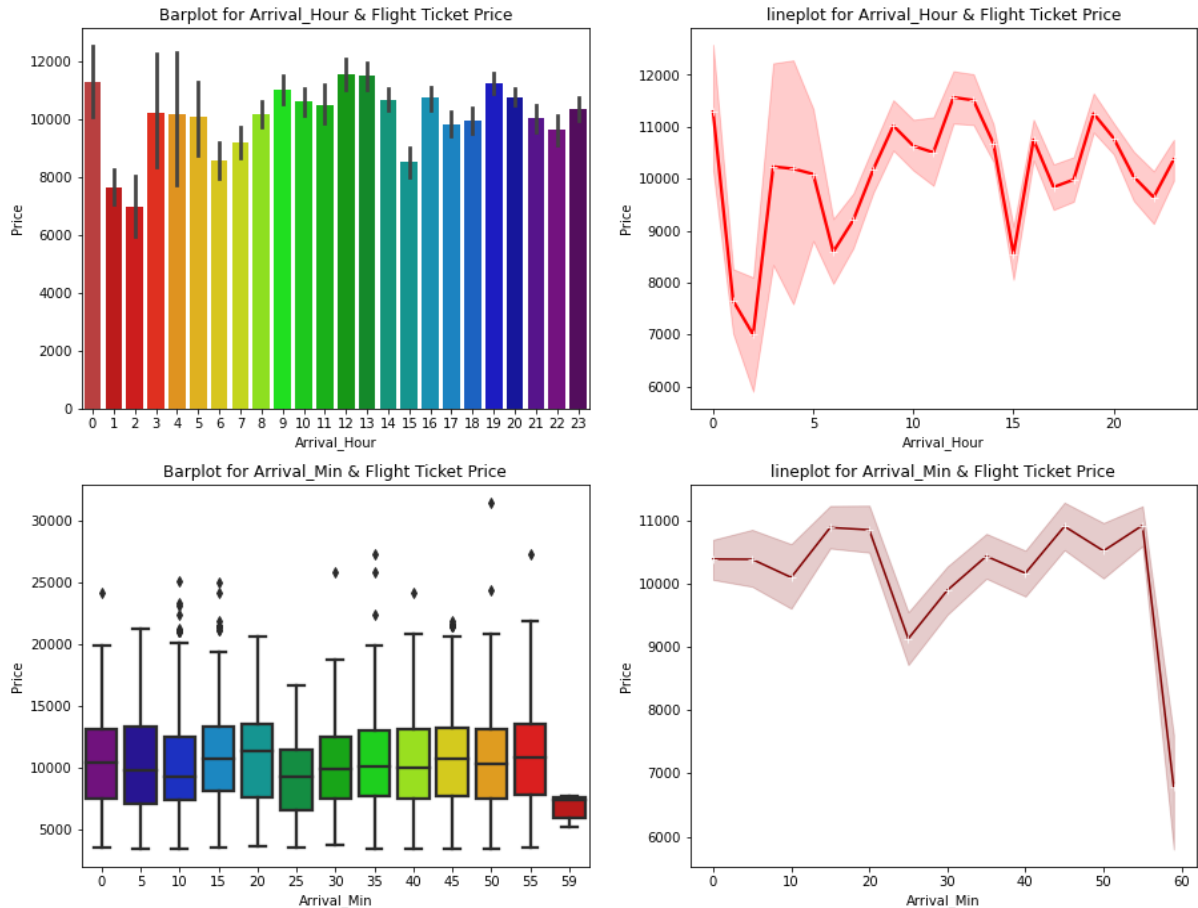 Barplot for Arrival_Hour & Flight Ticket Price
12000
10000
8000
6000
4000
2000
0
Price
0 1 2 3 4 5 6 7 8 9 10 11 12 13 14 15 16 17 18 19 20 21 22 23
Arrival_Hour
lineplot for Arrival_Hour & Flight Ticket Price
12000
11000
10000
9000
8000
7000
6000
Price
0 5 10 15 20
Arrival_Hour
Barplot for Arrival_Min & Flight Ticket Price
30000
25000
20000
15000
10000
5000
Price
0 5 10 15 20 25 30 35 40 45 50 55 59
Arrival_Min
lineplot for Arrival_Min & Flight Ticket Price
11000
10000
9000
8000
7000
6000
Price
0 10 20 30 40 50 60
Arrival_Min